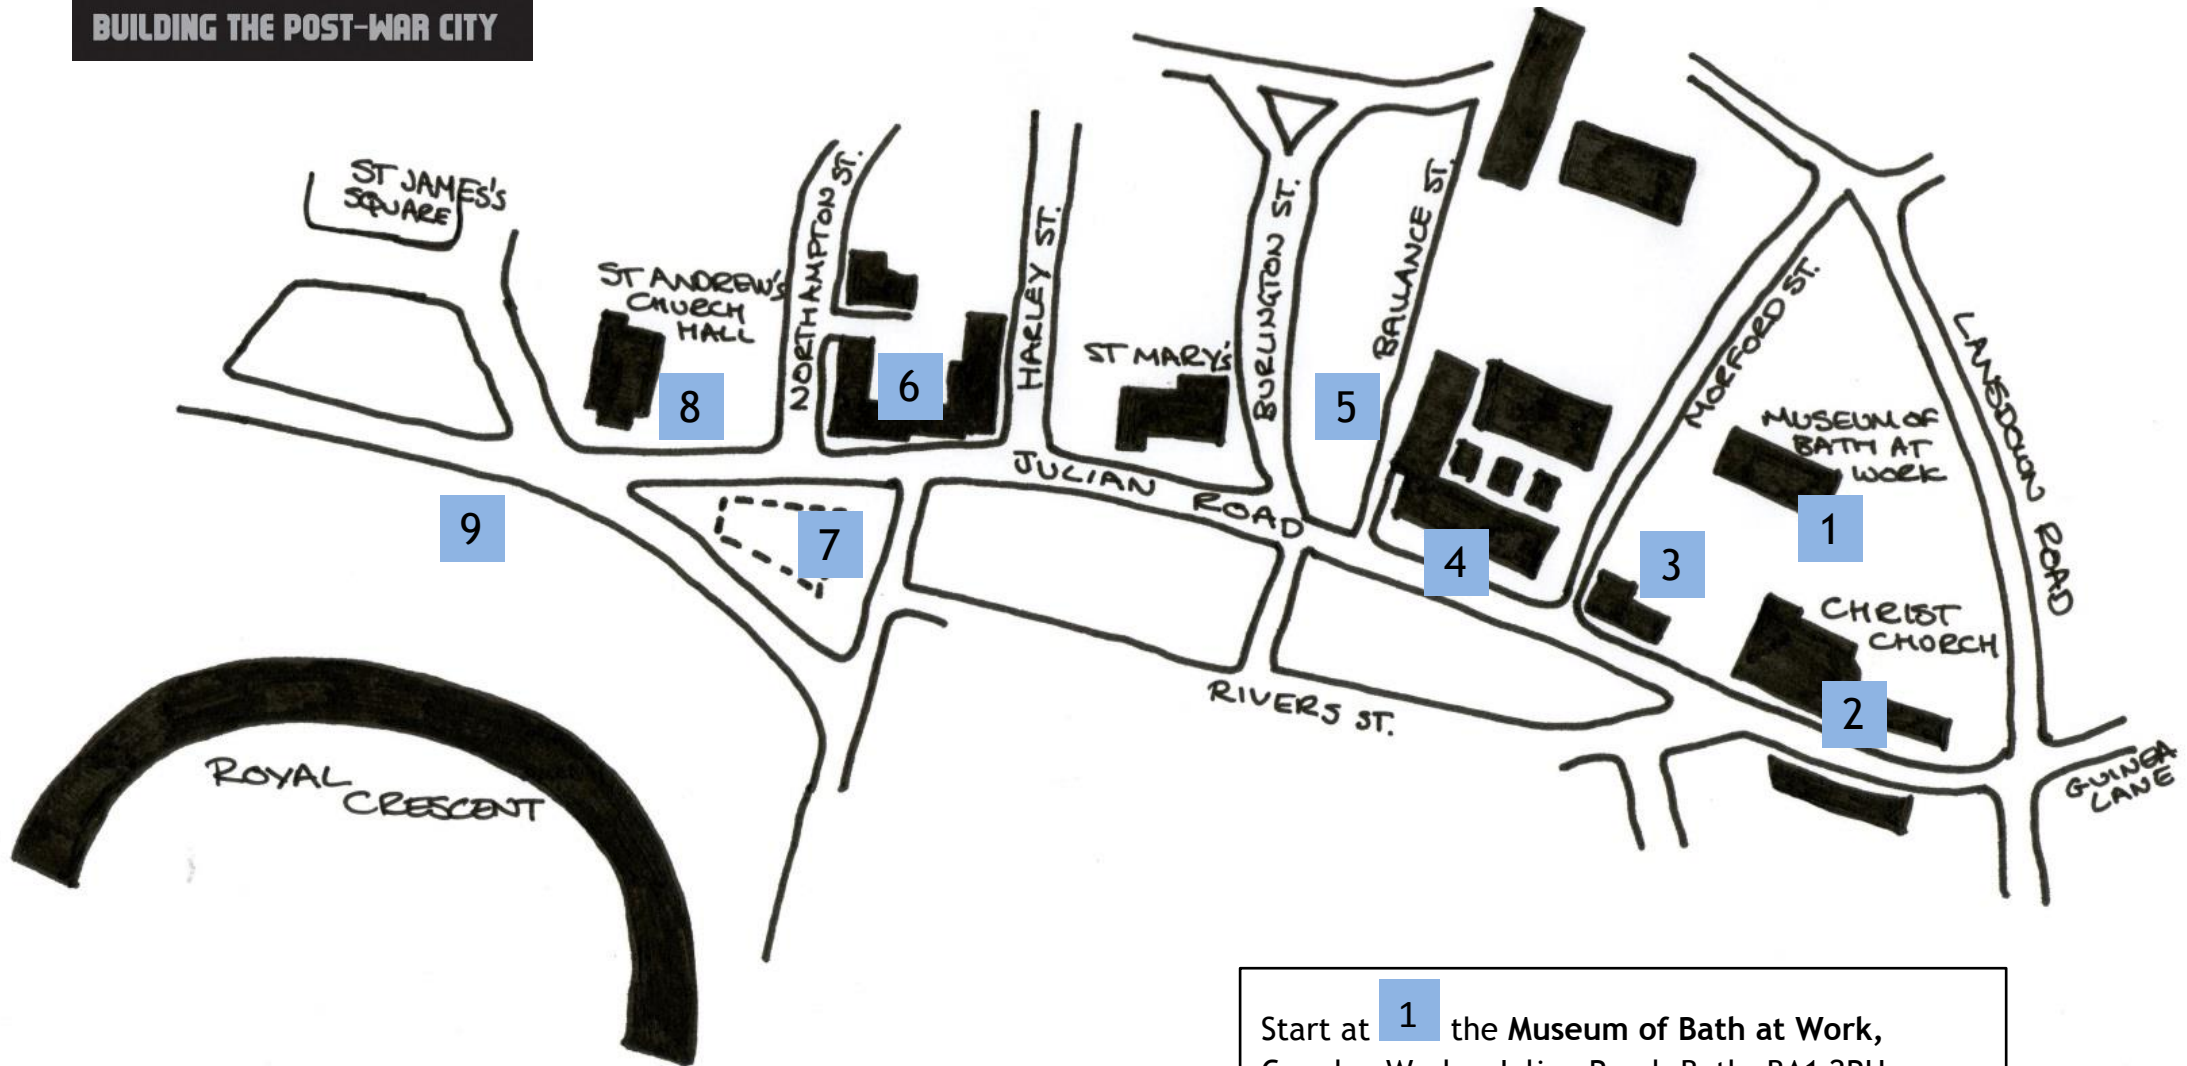 BUILDING THE POST-WAR CITY
ST JAMES'S
SQUARE
ST ANDREW'S
CHURCH
HALL
NORTHAMPTON ST.
HARLEY ST.
ST MARY'S
BURLINGTON ST.
BALLANCE ST.
MORFORD ST.
LANSDOWN ROAD
MUSEUM OF
BATH AT
WORK
8
6
5
9
7
JULIAN ROAD
4
3
1
CHRIST
CHURCH
2
RIVERS ST.
GUINEA
LANE
ROYAL
CRESCENT
Start at 1 the Museum of Bath at Work,